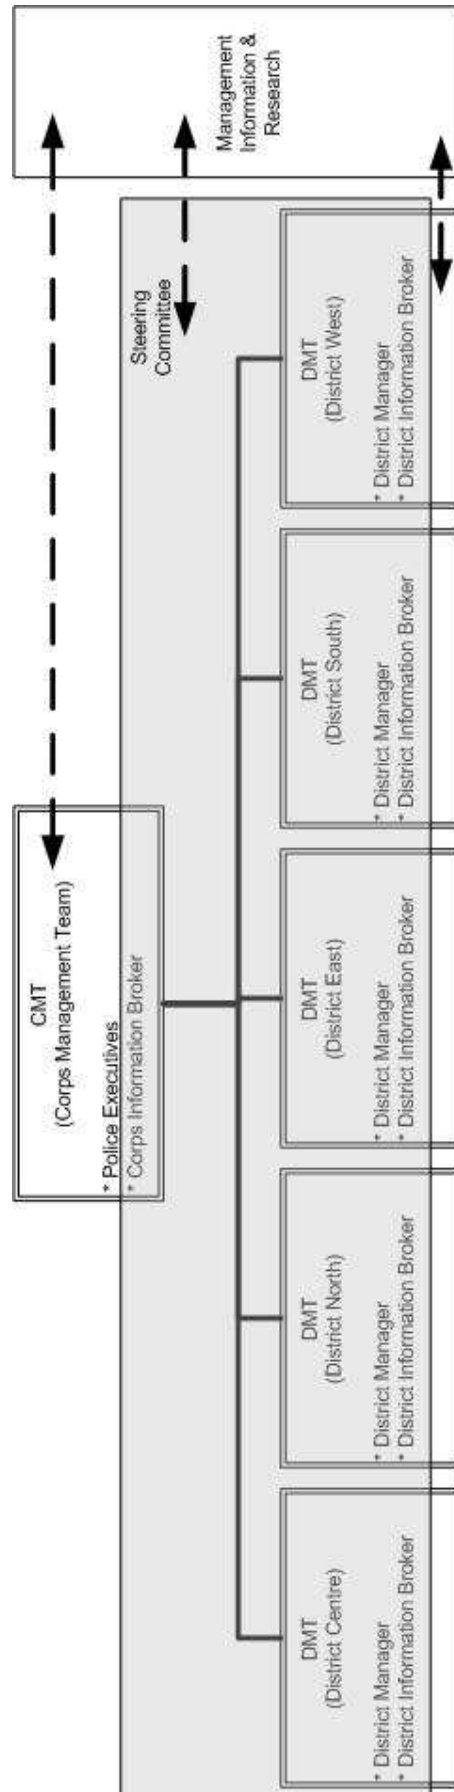 CMT
(Corps Management Team)
* Police Executives
* Corps Information Broker
Steering
Committee
Management
Information &
Research
DMT
(District Centre)
* District Manager
* District Information Broker
DMT
(District North)
* District Manager
* District Information Broker
DMT
(District East)
* District Manager
* District Information Broker
DMT
(District South)
* District Manager
* District Information Broker
DMT
(District West)
* District Manager
* District Information Broker